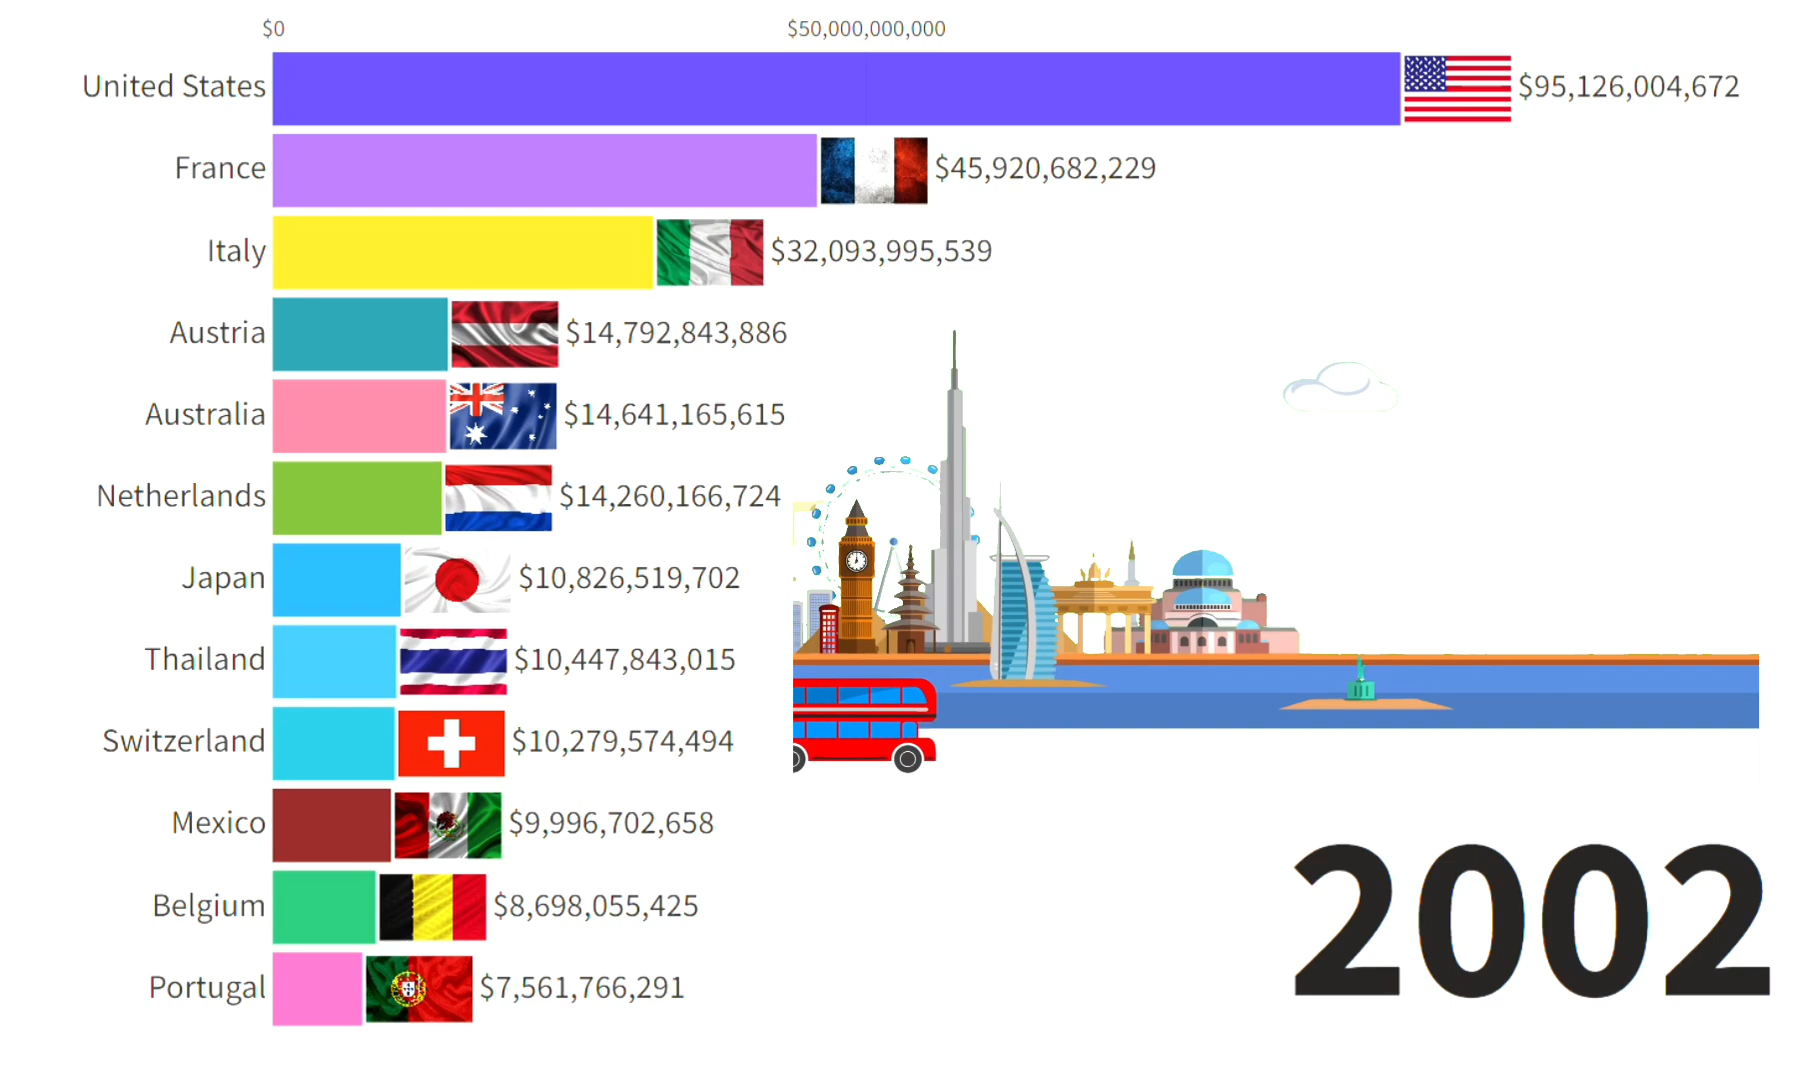 $0 $50,000,000,000
United States $95,126,004,672
France $45,920,682,229
Italy $32,093,995,539
Austria $14,792,843,886
Australia $14,641,165,615
Netherlands $14,260,166,724
Japan $10,826,519,702
Thailand $10,447,843,015
Switzerland $10,279,574,494
Mexico $9,996,702,658
Belgium $8,698,055,425
Portugal $7,561,766,291
2002